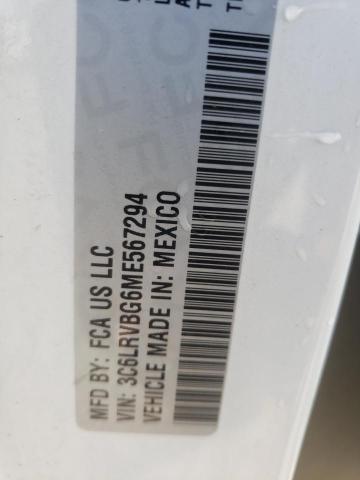 MFD BY: FCA US LLC
VIN: 3C6LRVBG6ME567294
VEHICLE MADE IN: MEXICO